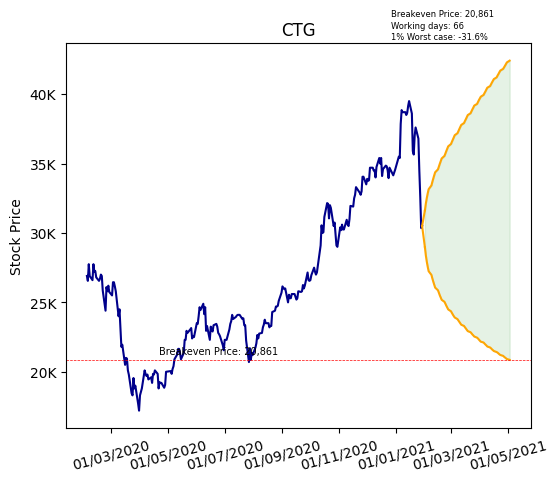 Breakeven Price: 20,861
Working days: 66
1% Worst case: -31.6%
CTG
Stock Price
40K
35K
30K
25K
20K
Breakeven Price: 20,861
01/03/2020
01/05/2020
01/07/2020
01/09/2020
01/11/2020
01/01/2021
01/03/2021
01/05/2021